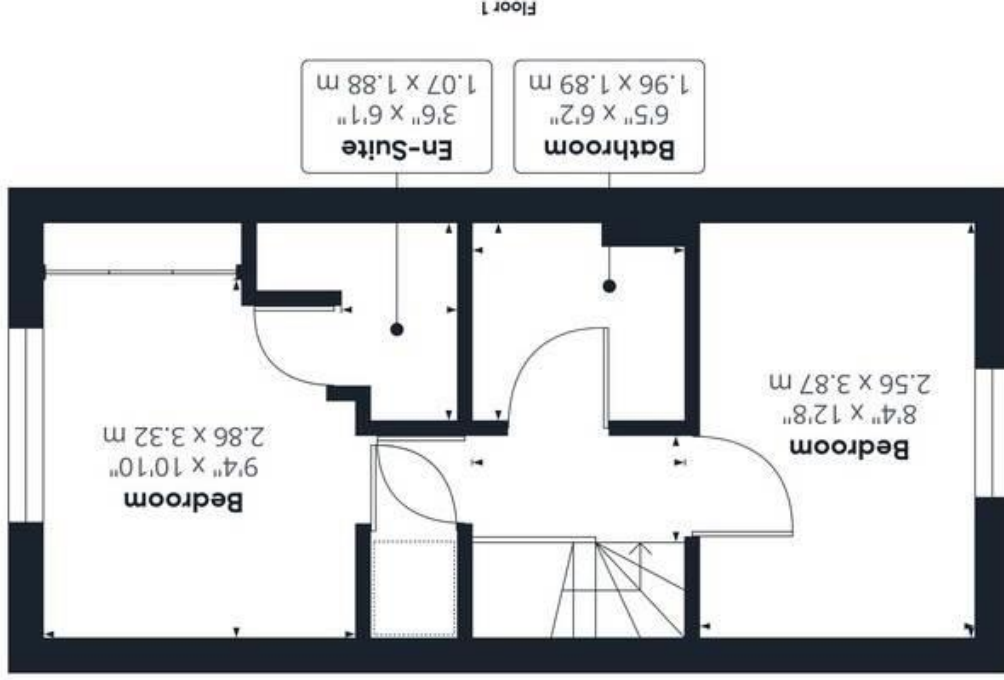 Bedroom
8'4" x 12'8"
2.56 x 3.87 m
Bedroom
9'4" x 10'10"
2.86 x 3.32 m
Bathroom
6'5" x 6'2"
1.96 x 1.89 m
En-Suite
3'6" x 6'1"
1.07 x 1.88 m
Floor 1